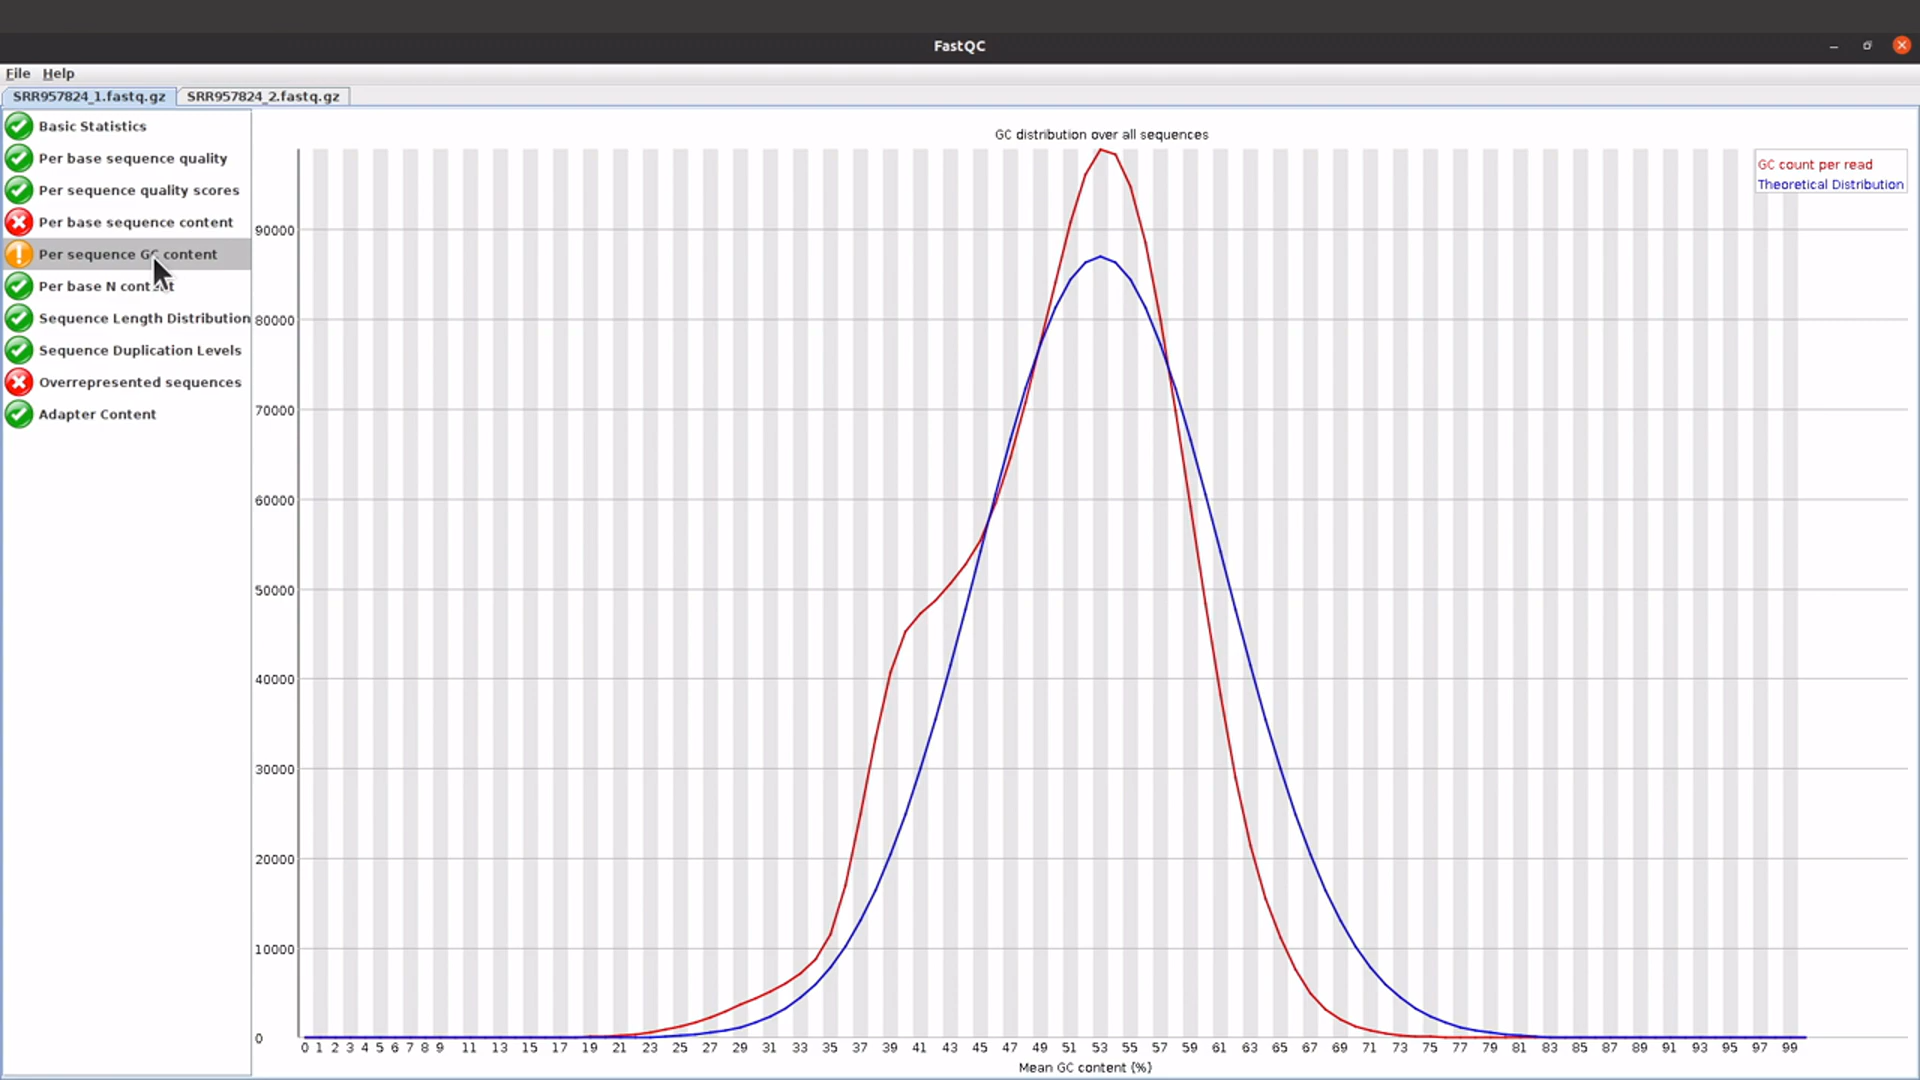 FastQC
File Help
SRR957824_1.fastq.gz SRR957824_2.fastq.gz
Basic Statistics
Per base sequence quality
Per sequence quality scores
Per base sequence content
Per sequence GC content
Per base N content
Sequence Length Distribution
Sequence Duplication Levels
Overrepresented sequences
Adapter Content
GC distribution over all sequences
GC count per read
Theoretical Distribution
90000
80000
70000
60000
50000
40000
30000
20000
10000
0
0 1 2 3 4 5 6 7 8 9 11 13 15 17 19 21 23 25 27 29 31 33 35 37 39 41 43 45 47 49 51 53 55 57 59 61 63 65 67 69 71 73 75 77 79 81 83 85 87 89 91 93 95 97 99
Mean GC content (%)